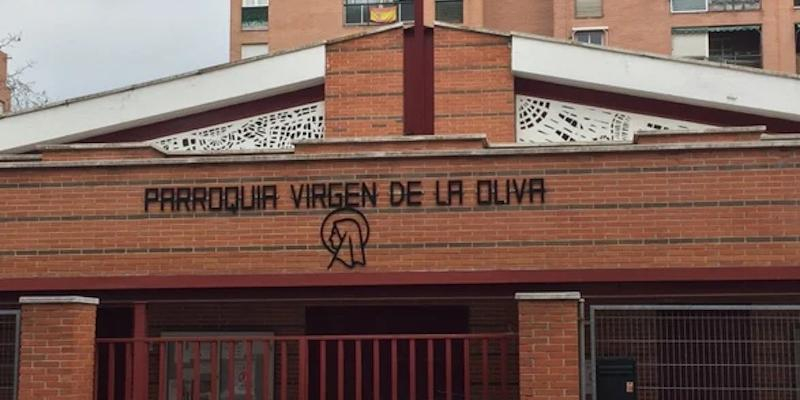 PARROQUIA VIRGEN DE LA OLIVA